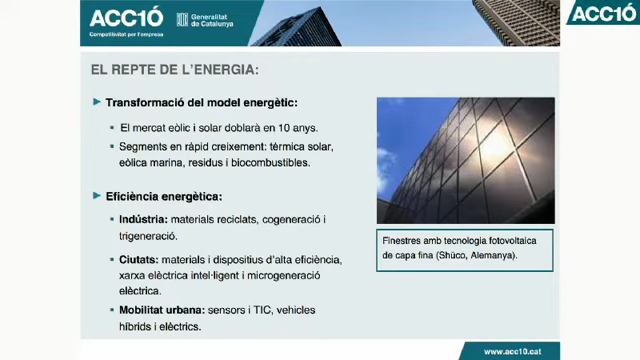 ACC1Ó
Competitivitat per l'empresa
Generalitat
de Catalunya
ACC1Ó
EL REPTE DE L'ENERGIA:
Transformació del model energètic:
El mercat eòlic i solar doblarà en 10 anys.
Segments en ràpid creixement: tèrmica solar,
eòlica marina, residus i biocombustibles.
Eficiència energètica:
Indústria: materials reciclats, cogeneració i
trigeneració.
Ciutats: materials i dispositius d'alta eficiència,
xarxa elèctrica intel·ligent i microgeneració
elèctrica.
Mobilitat urbana: sensors i TIC, vehicles
híbrids i elèctrics.
Finestres amb tecnologia fotovoltaica
de capa fina (Shüco, Alemanya).
www.acc10.cat